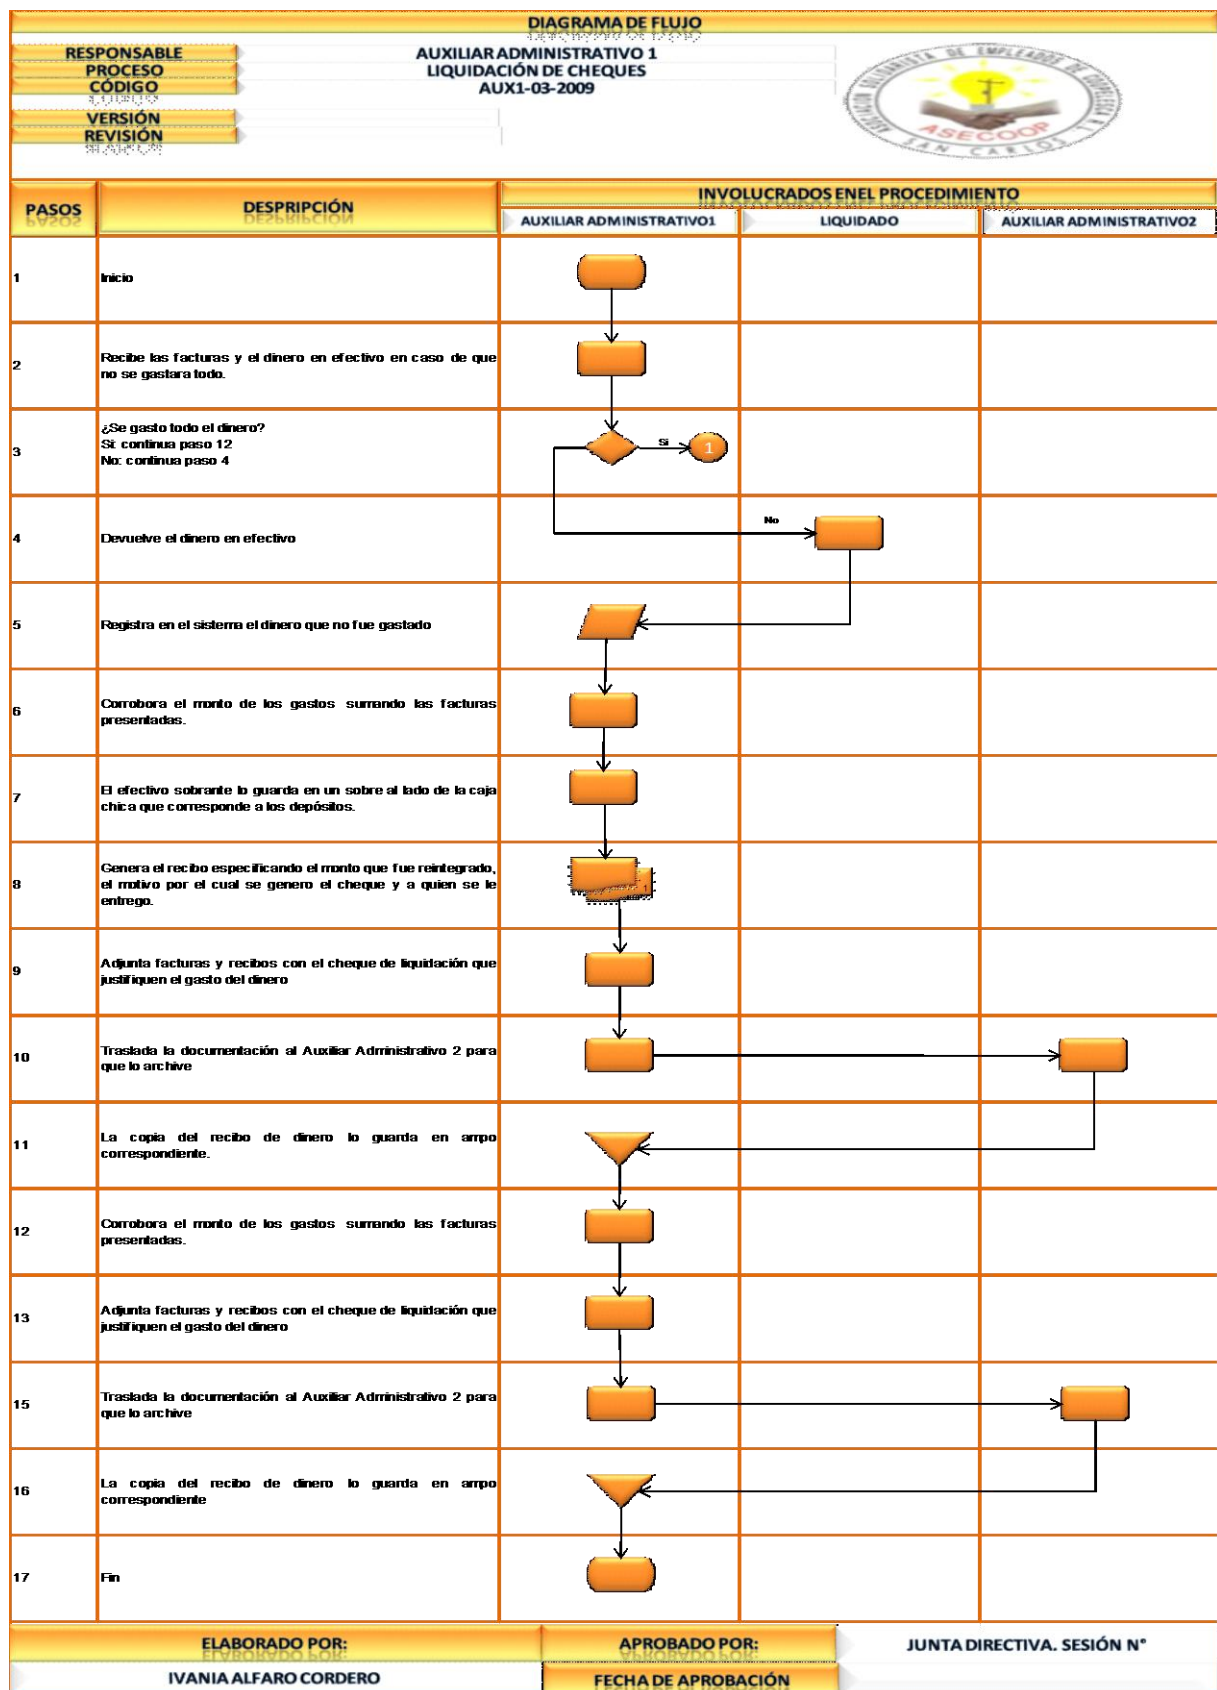 DIAGRAMA DE FLUJO
RESPONSABLE AUXILIAR ADMINISTRATIVO 1
PROCESO LIQUIDACIÓN DE CHEQUES
CÓDIGO AUX1-03-2009
VERSIÓN
REVISIÓN
ASOCIACIÓN SOLIDARISTA DE EMPLEADOS DE COOPELESCA R.L.
ASECOOP
SAN CARLOS
PASOS DESPRIPCIÓN INVOLUCRADOS ENEL PROCEDIMIENTO
AUXILIAR ADMINISTRATIVO1 LIQUIDADO AUXILIAR ADMINISTRATIVO2
1 Inicio
2 Recibe las facturas y el dinero en efectivo en caso de que
no se gastara todo.
3 ¿Se gasto todo el dinero?
Si: continua paso 12
No: continua paso 4
Si 1
4 Devuelve el dinero en efectivo
No
5 Registra en el sistema el dinero que no fue gastado
6 Corrobora el monto de los gastos sumando las facturas
presentadas.
7 El efectivo sobrante lo guarda en un sobre al lado de la caja
chica que corresponde a los depósitos.
8 Genera el recibo especificando el monto que fue reintegrado,
el motivo por el cual se genero el cheque y a quien se le
entrego.
1
9 Adjunta facturas y recibos con el cheque de liquidación que
justifiquen el gasto del dinero
10 Traslada la documentación al Auxiliar Administrativo 2 para
que lo archive
11 La copia del recibo de dinero lo guarda en ampo
correspondiente.
12 Corrobora el monto de los gastos sumando las facturas
presentadas.
13 Adjunta facturas y recibos con el cheque de liquidación que
justifiquen el gasto del dinero
15 Traslada la documentación al Auxiliar Administrativo 2 para
que lo archive
16 La copia del recibo de dinero lo guarda en ampo
correspondiente
17 Fin
ELABORADO POR: APROBADO POR: JUNTA DIRECTIVA. SESIÓN N°
IVANIA ALFARO CORDERO FECHA DE APROBACIÓN